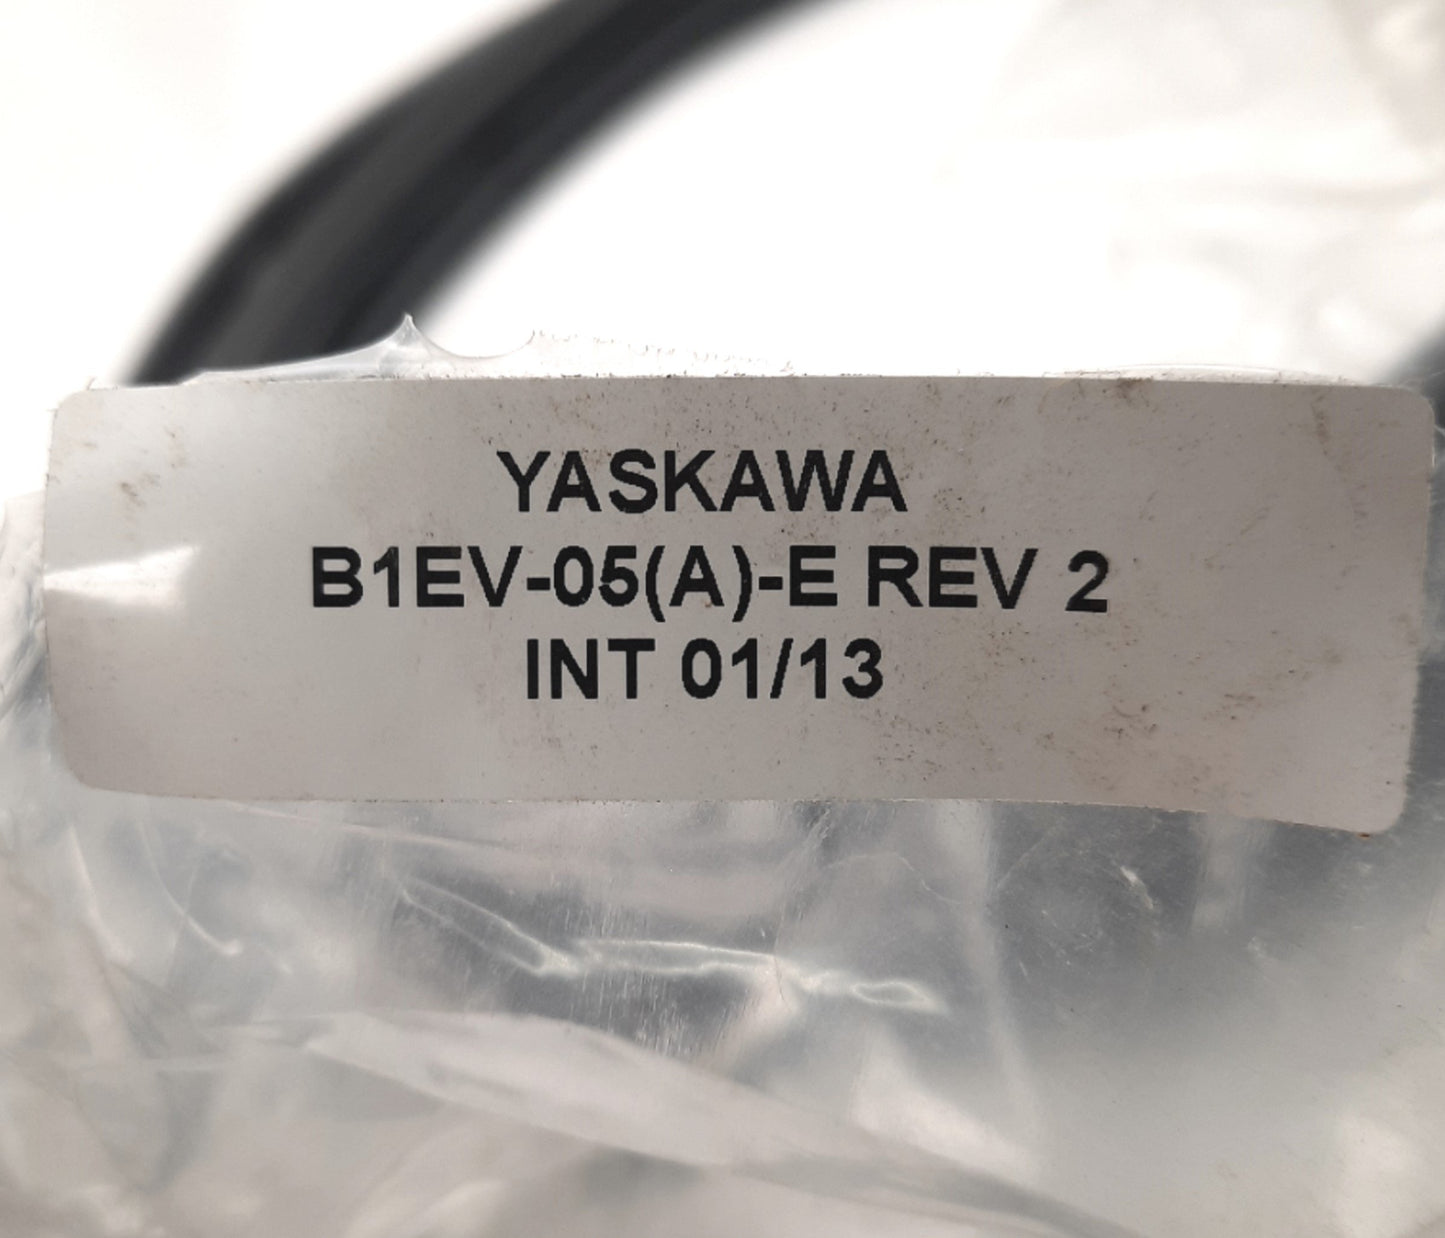 YASKAWA
B1EV-05(A)-E REV 2
INT 01/13